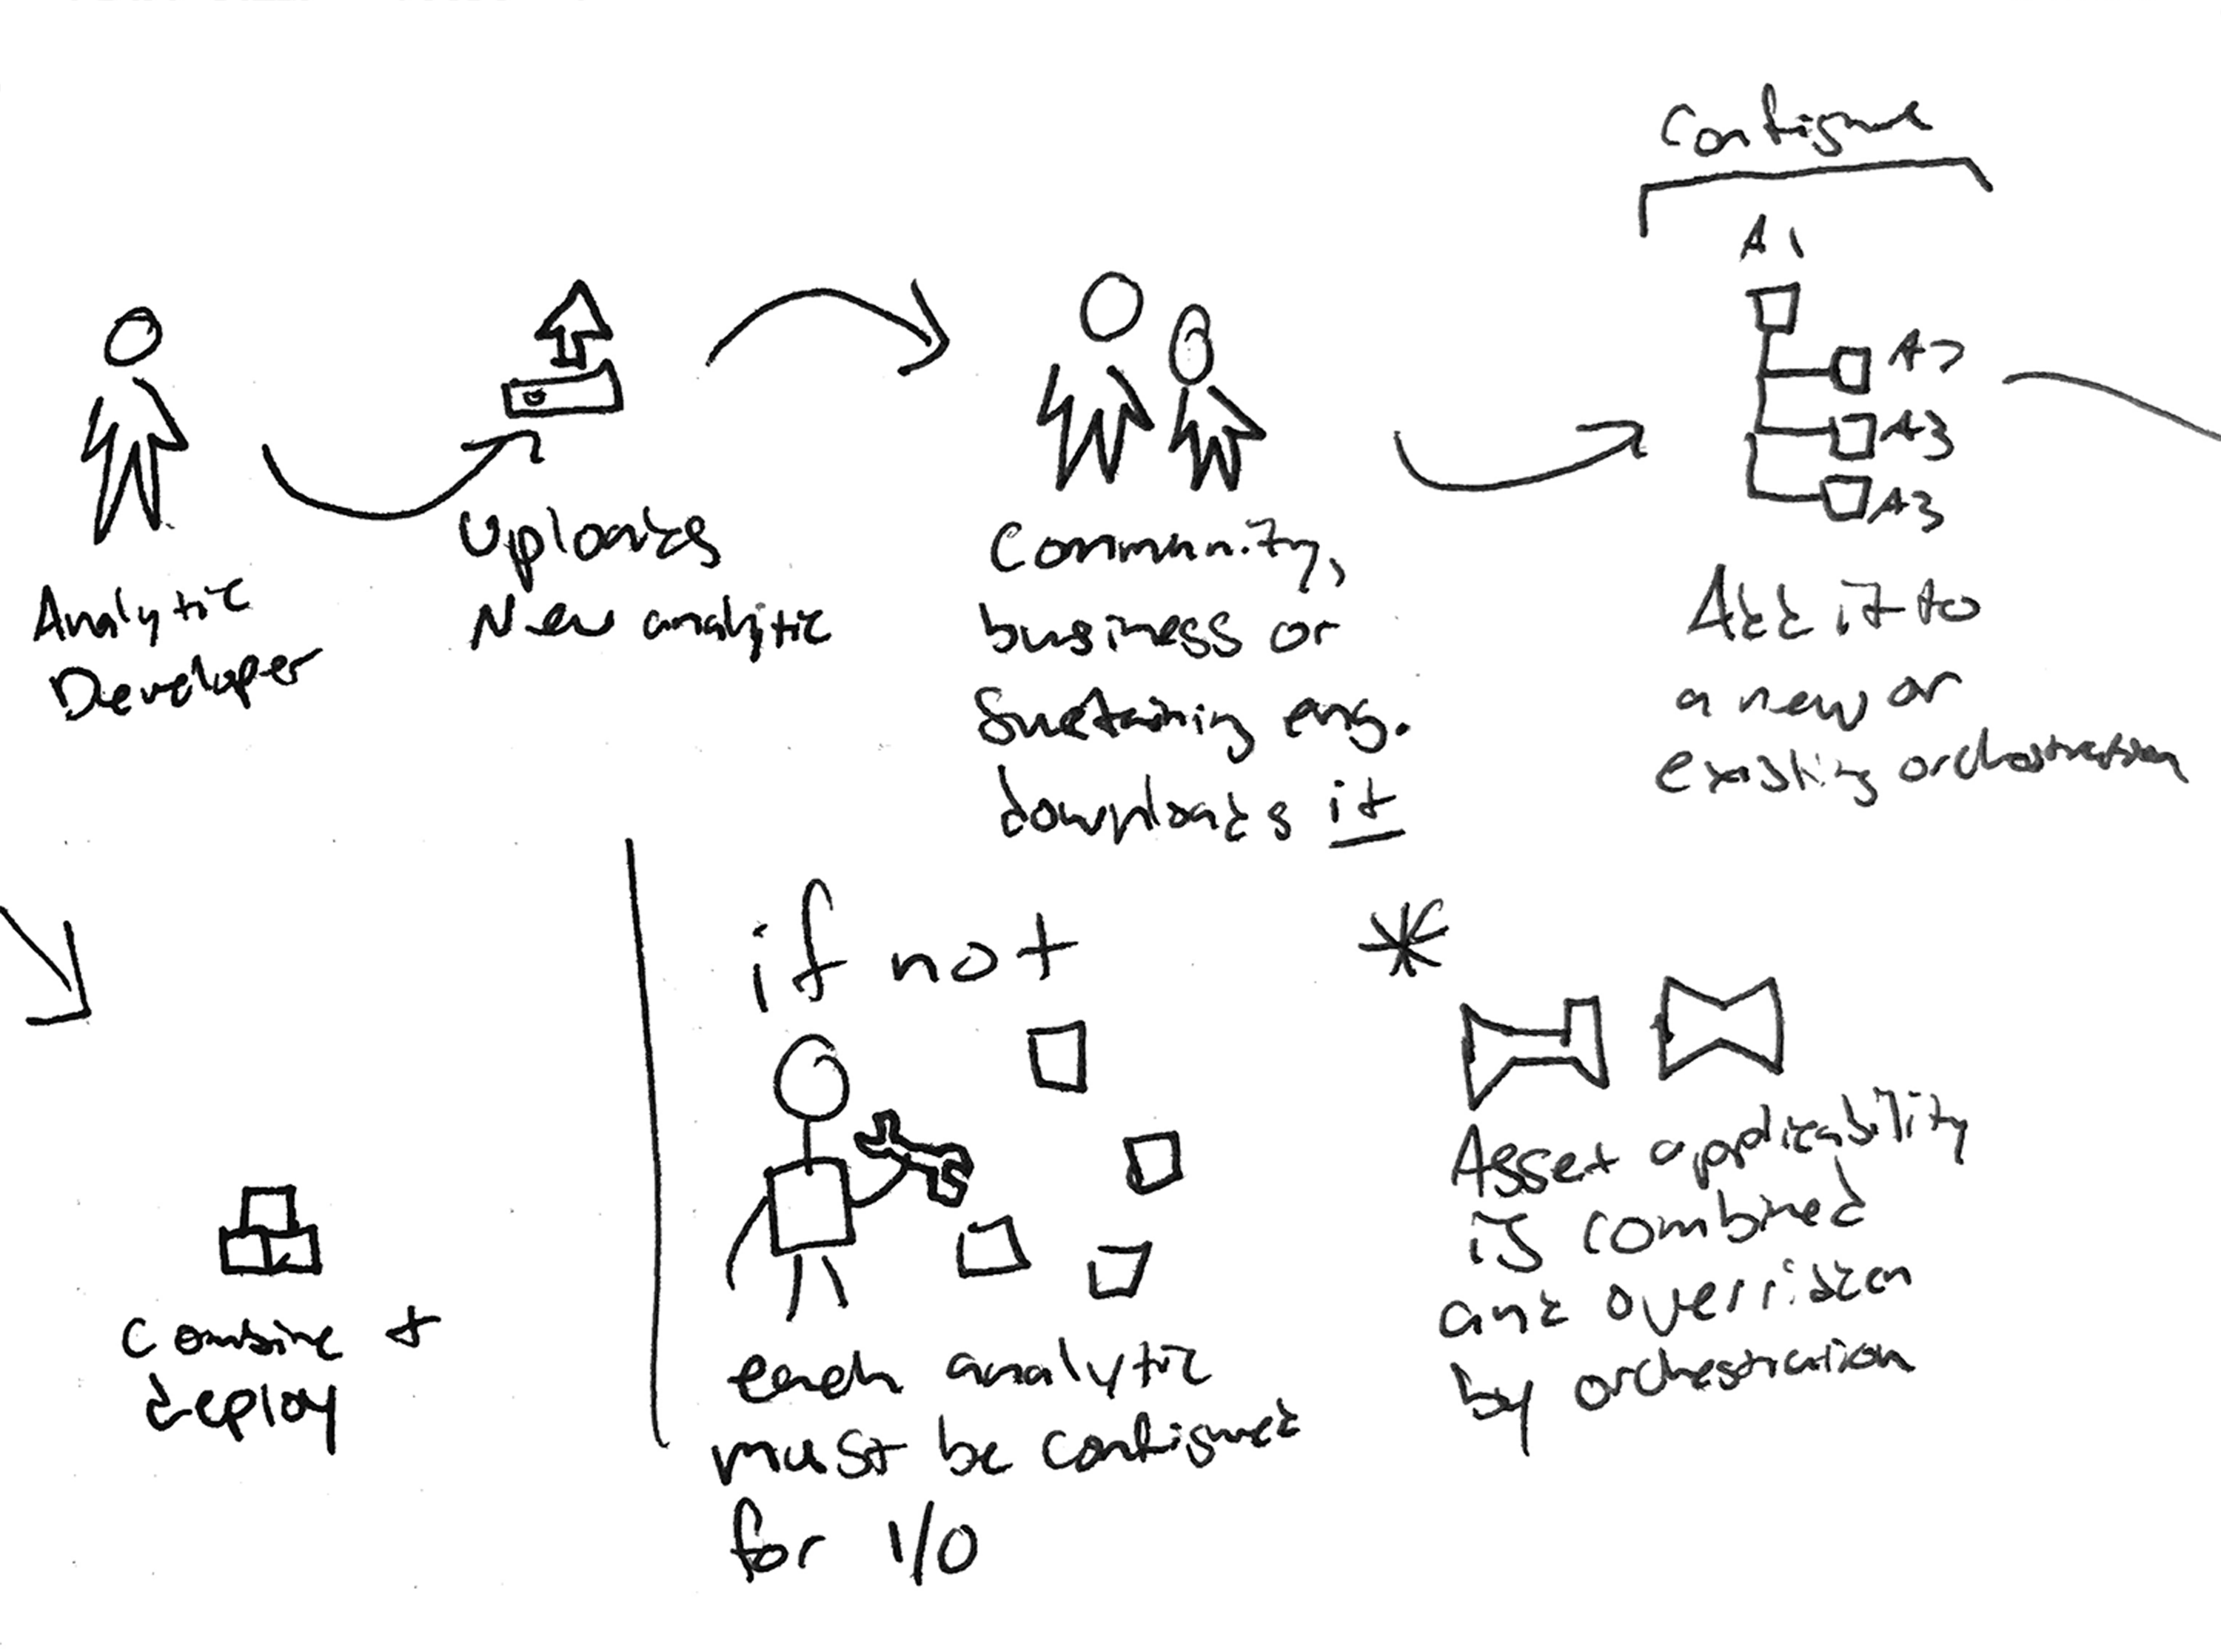 Analytic
Developer
Uploads
New analytic
Community,
business or
Sustaining eng.
downloads it
Configure
A1
A2
A3
A3
Add it to
a new or
existing orchestration
Combine +
deploy
if not
each analytic
must be configured
for I/O
*
Asset applicability
is combined
and overridden
by orchestration